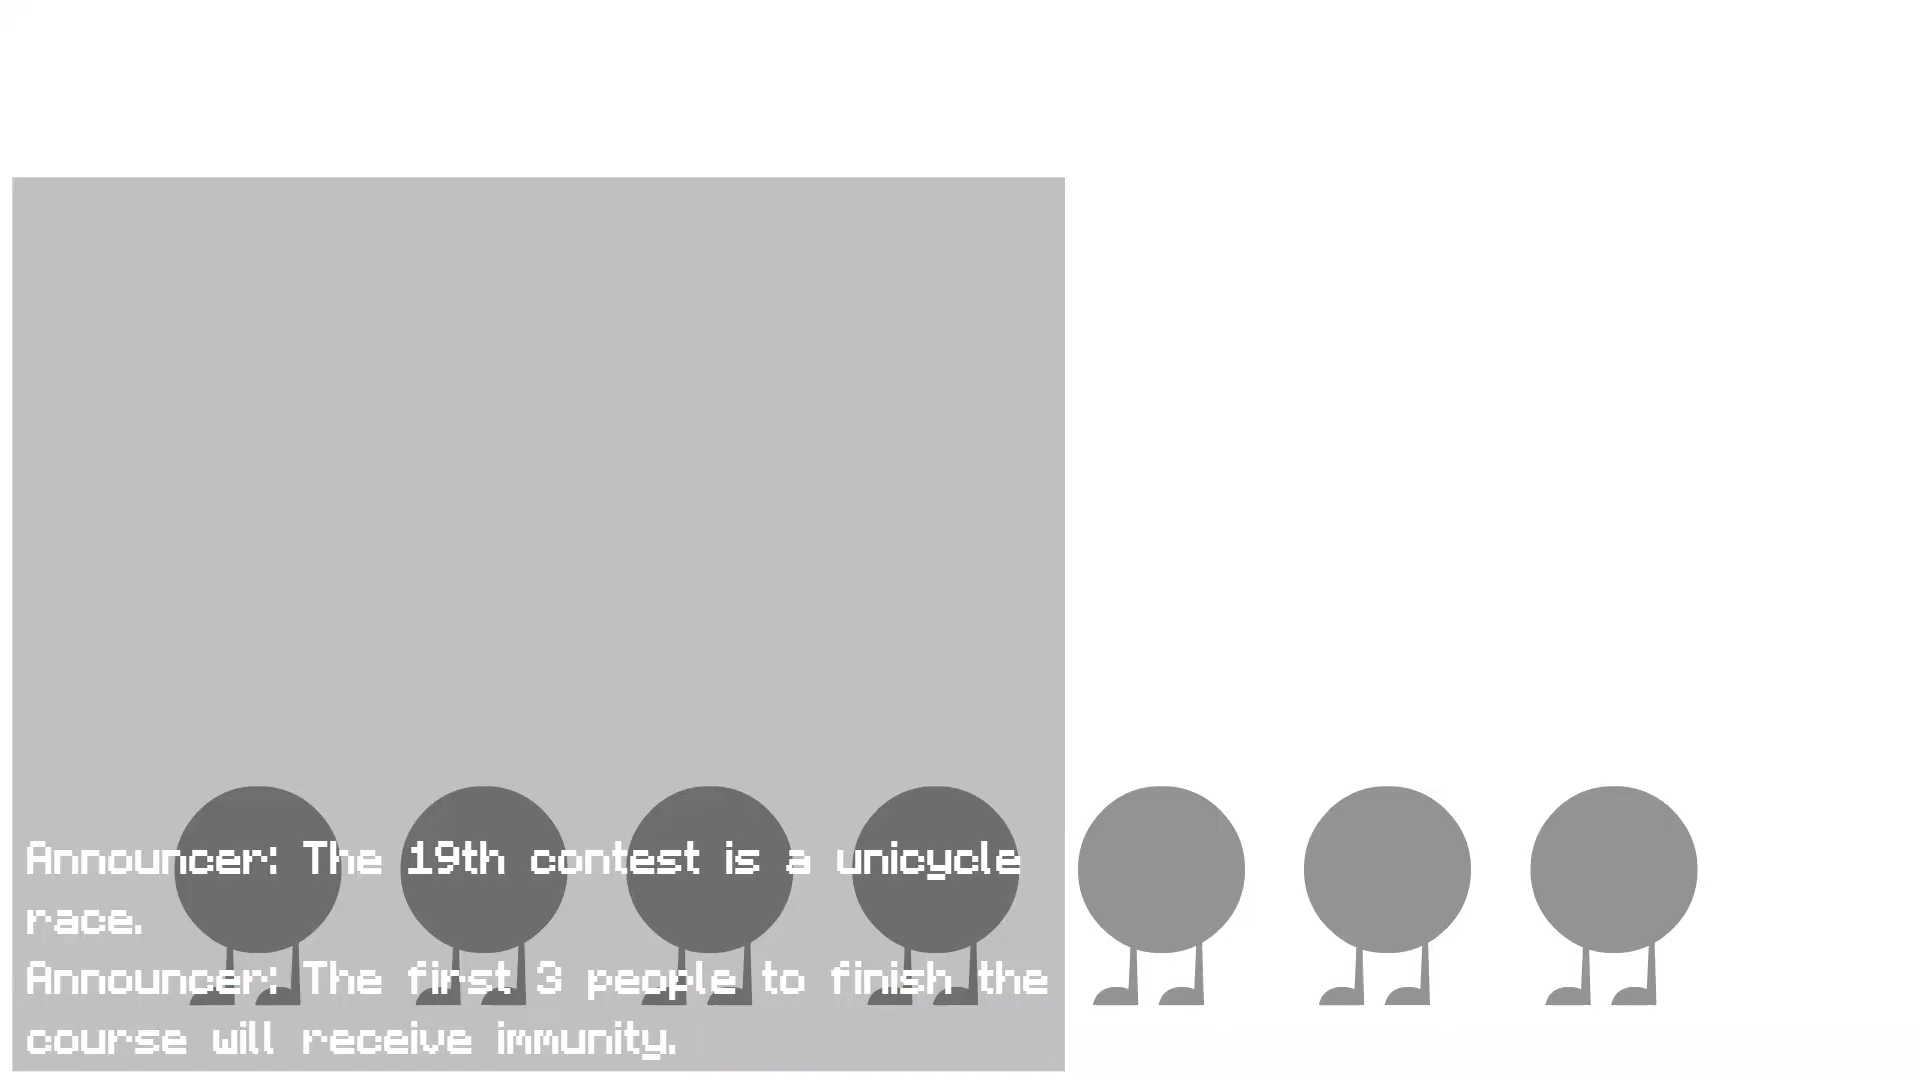 Announcer: The 19th contest is a unicycle
race.
Announcer: The first 3 people to finish the
course will receive immunity.